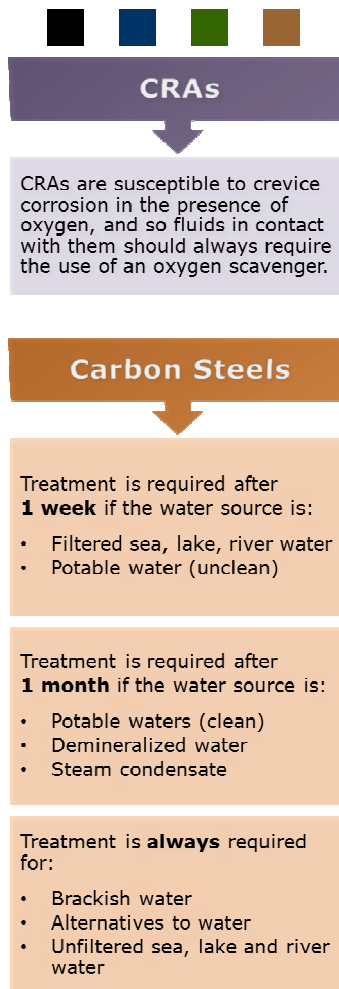 CRAs
CRAs are susceptible to crevice
corrosion in the presence of
oxygen, and so fluids in contact
with them should always require
the use of an oxygen scavenger.
Carbon Steels
Treatment is required after
1 week if the water source is:
• Filtered sea, lake, river water
• Potable water (unclean)
Treatment is required after
1 month if the water source is:
• Potable waters (clean)
• Demineralized water
• Steam condensate
Treatment is always required
for:
• Brackish water
• Alternatives to water
• Unfiltered sea, lake and river
water